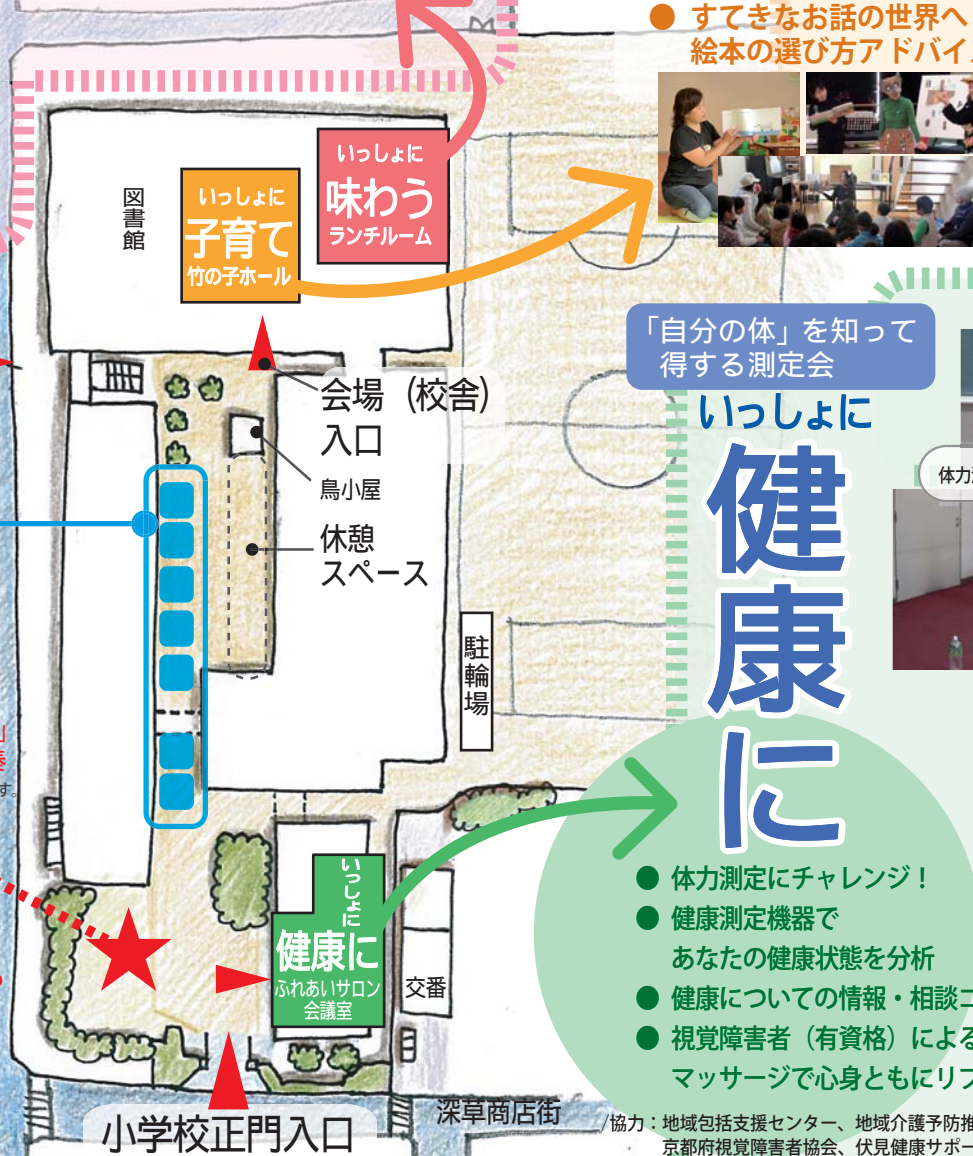 ● すてきなお話の世界へ
絵本の選び方アドバイ
いっしょに
味わう
ランチルーム
いっしょに
子育て
竹の子ホール
図書館
「自分の体」を知って
得する測定会
いっしょに
健康に
会場（校舎）
入口
鳥小屋
休憩
スペース
体力
駐輪場
す。
● 体力測定にチャレンジ！
● 健康測定機器で
あなたの健康状態を分析
● 健康についての情報・相談コ
● 視覚障害者（有資格）による
マッサージで心身ともにリフ
いっしょに
健康に
ふれあいサロン
会議室
交番
小学校正門入口
深草商店街
協力：地域包括支援センター、地域介護予防推
京都府視覚障害者協会、伏見健康サポー